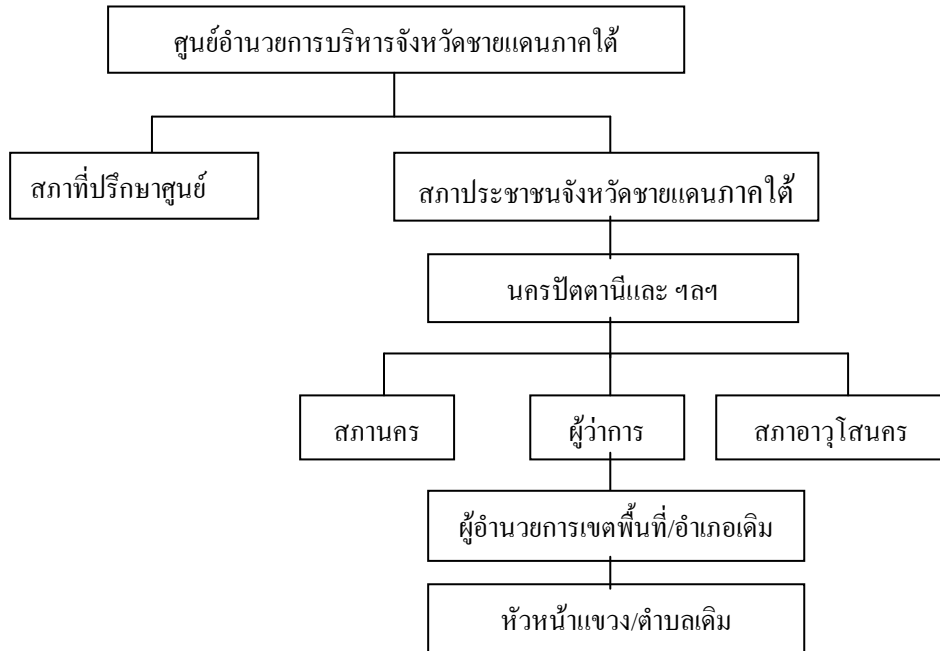 ศูนย์อำนวยการบริหารจังหวัดชายแดนภาคใต้
สภาที่ปรึกษาศูนย์
สภาประชาชนจังหวัดชายแดนภาคใต้
นครปัตตานีและ ฯลฯ
สภานคร
ผู้ว่าการ
สภาอาวุโสนคร
ผู้อำนวยการเขตพื้นที่/อำเภอเดิม
หัวหน้าแขวง/ตำบลเดิม